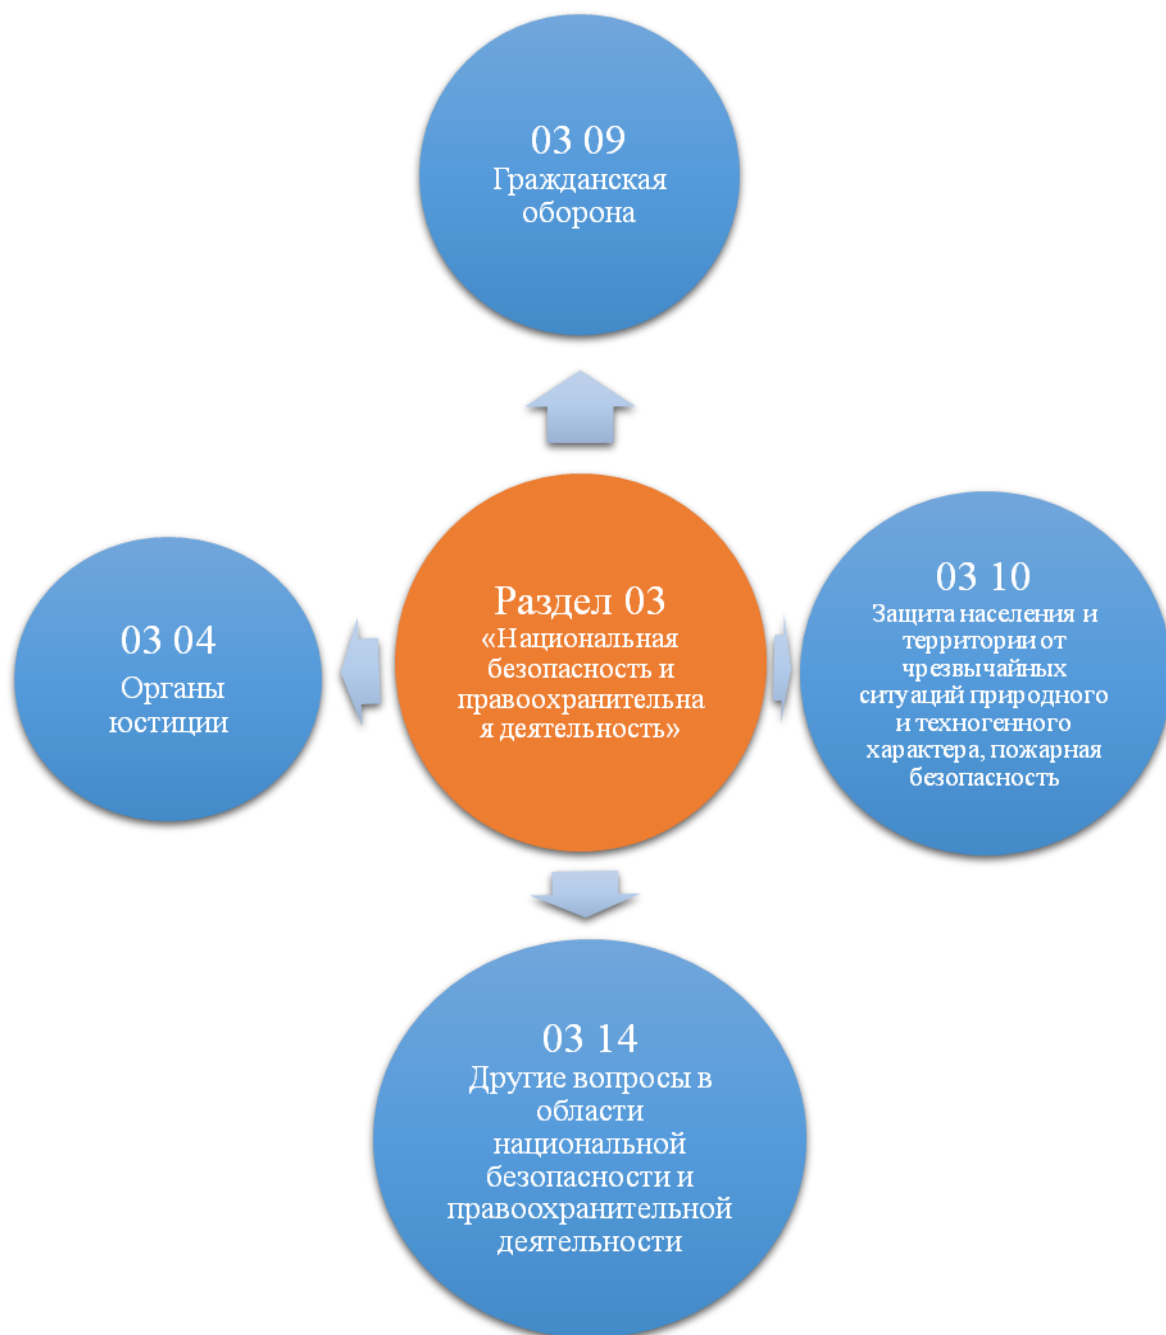 03 09
Гражданская
оборона
Раздел 03
«Национальная
безопасность и
правоохранительна
я деятельность»
03 04
Органы
юстиции
03 10
Защита населения и
территории от
чрезвычайных
ситуаций природного
и техногенного
характера, пожарная
безопасность
03 14
Другие вопросы в
области
национальной
безопасности и
правоохранительной
деятельности